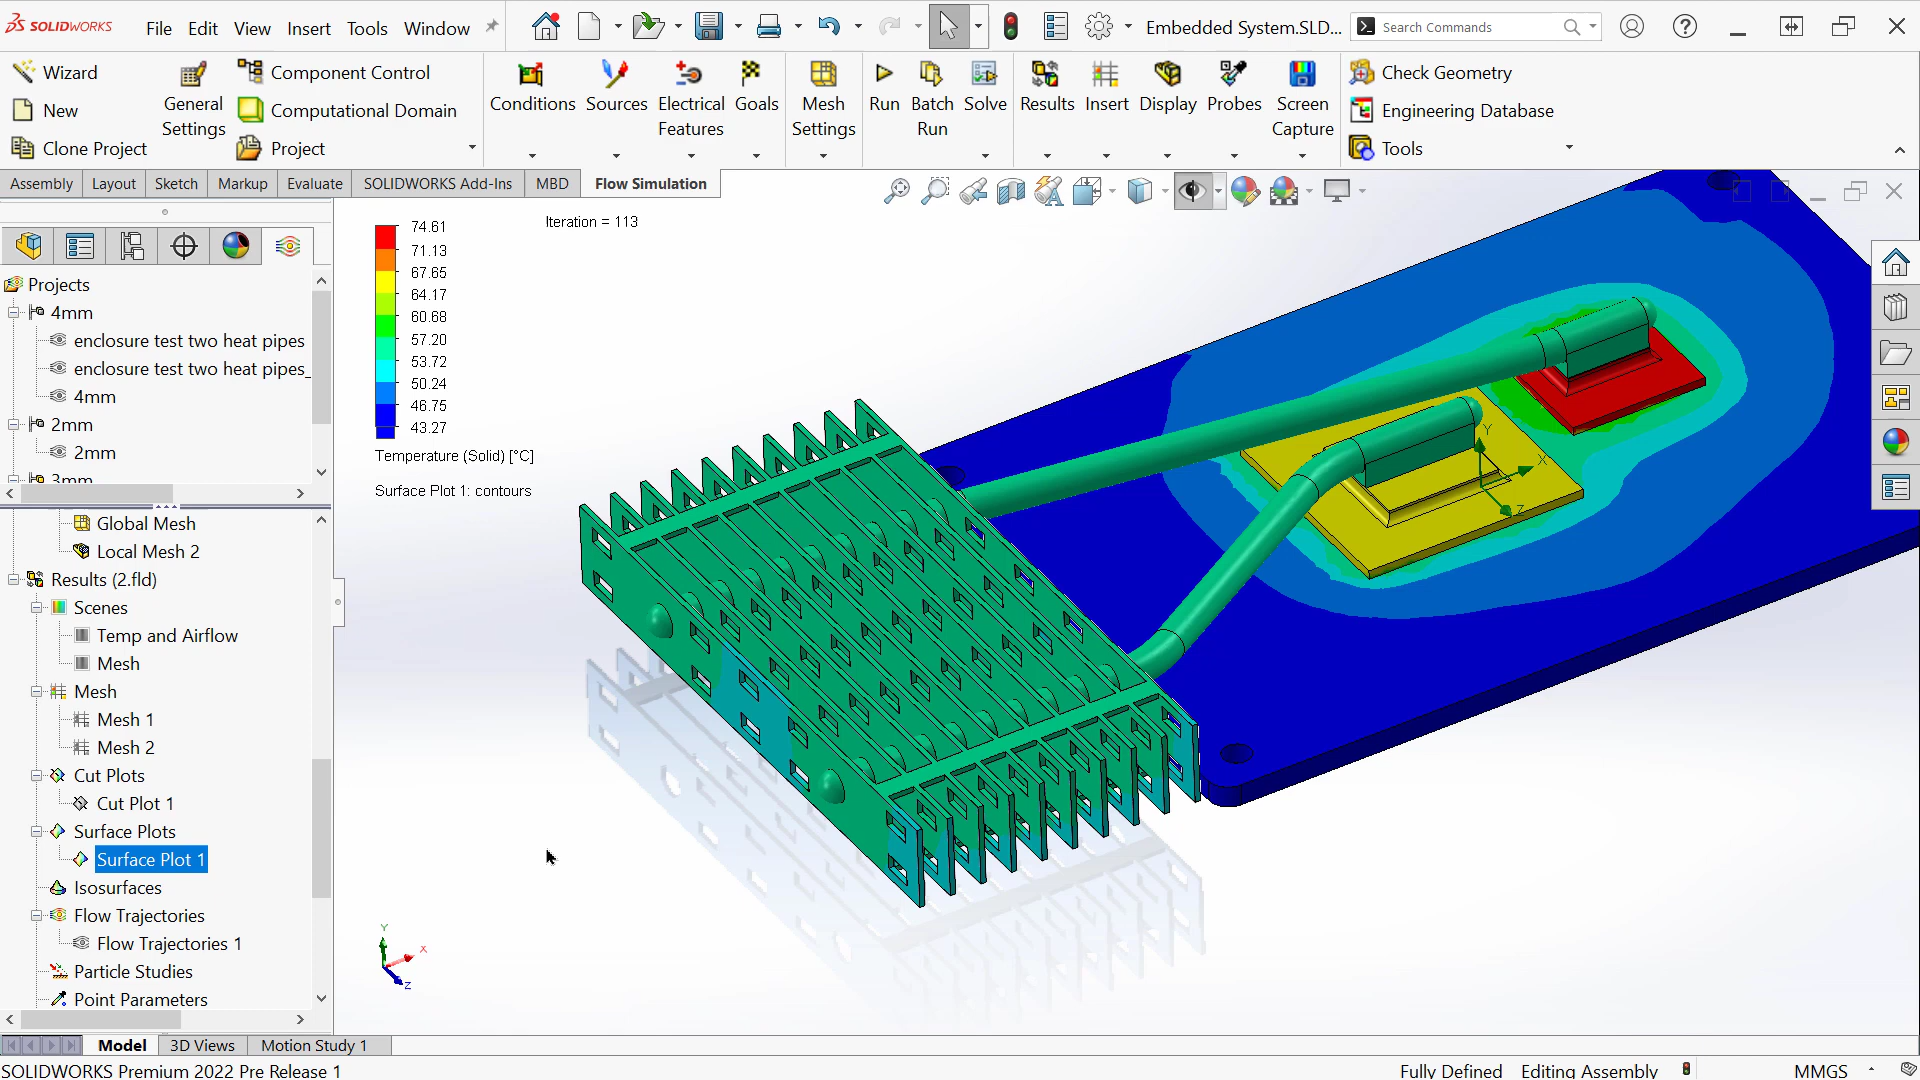 SOLIDWORKS
File Edit View Insert Tools Window
Embedded System.SLD...
Search Commands
Wizard
New
Clone Project
General Settings
Component Control
Computational Domain
Project
Conditions
Sources
Electrical Features
Goals
Mesh Settings
Run
Batch Run
Solve
Results
Insert
Display
Probes
Screen Capture
Check Geometry
Engineering Database
Tools
Assembly Layout Sketch Markup Evaluate SOLIDWORKS Add-Ins MBD Flow Simulation
Projects
4mm
enclosure test two heat pipes
enclosure test two heat pipes_
4mm
2mm
2mm
3mm
Global Mesh
Local Mesh 2
Results (2.fld)
Scenes
Temp and Airflow
Mesh
Mesh
Mesh 1
Mesh 2
Cut Plots
Cut Plot 1
Surface Plots
Surface Plot 1
Isosurfaces
Flow Trajectories
Flow Trajectories 1
Particle Studies
Point Parameters
Iteration = 113
74.61
71.13
67.65
64.17
60.68
57.20
53.72
50.24
46.75
43.27
Temperature (Solid) [°C]
Surface Plot 1: contours
Y
X
Z
Y
X
Z
Model 3D Views Motion Study 1
SOLIDWORKS Premium 2022 Pre Release 1
Fully Defined Editing Assembly MMGS